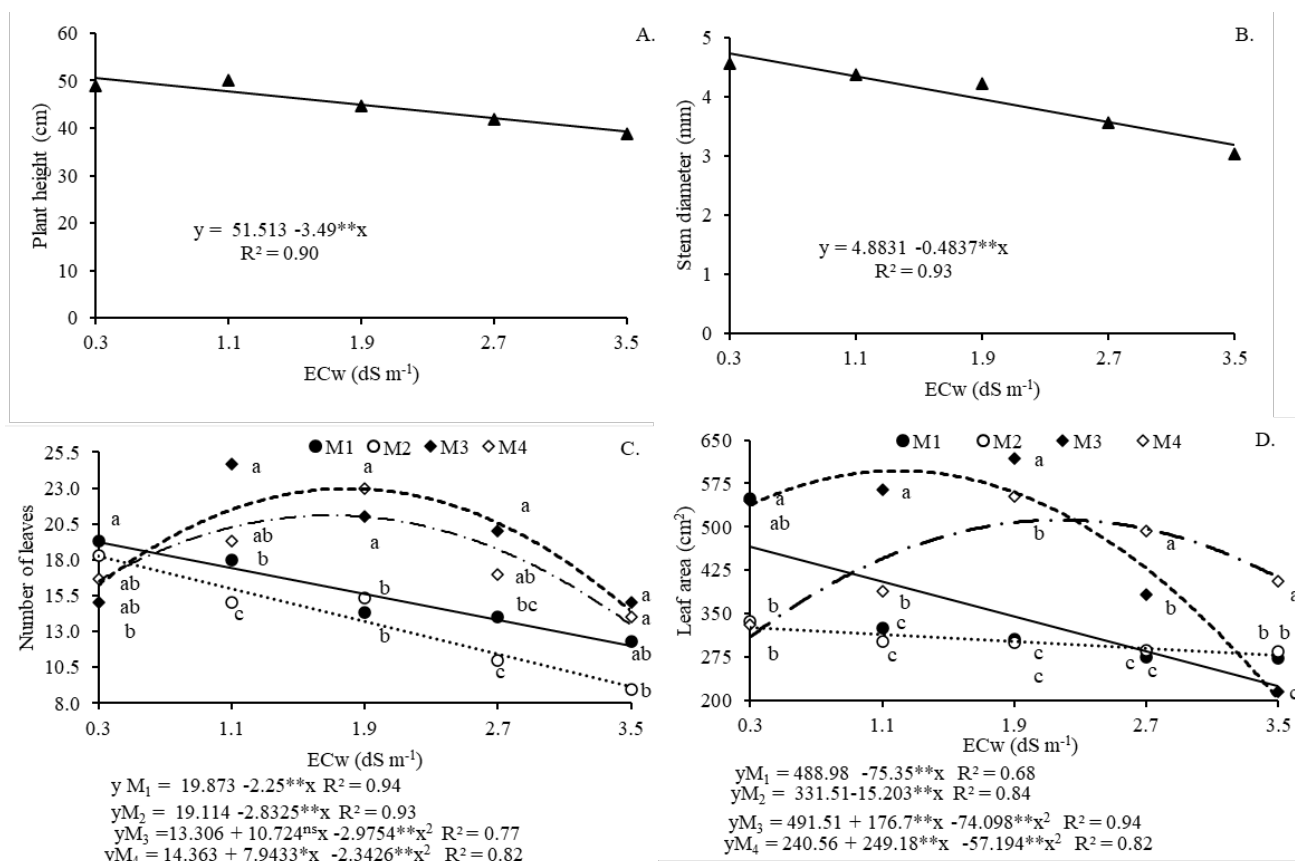 A.
60
50
40
30
20
10
0
Plant height (cm)
y = 51.513 -3.49**x
R² = 0.90
0.3 1.1 1.9 2.7 3.5
ECw (dS m⁻¹)
B.
5
4
3
2
1
0
Stem diameter (mm)
y = 4.8831 -0.4837**x
R² = 0.93
0.3 1.1 1.9 2.7 3.5
ECw (dS m⁻¹)
M1 M2 M3 M4
C.
25.5
23.0
20.5
18.0
15.5
13.0
10.5
8.0
Number of leaves
a
ab
ab
b
a
ab
b
c
a
a
b
b
a
ab
bc
c
a
a
ab
b
0.3 1.1 1.9 2.7 3.5
ECw (dS m⁻¹)
y M₁ = 19.873 -2.25**x R² = 0.94
yM₂ = 19.114 -2.8325**x R² = 0.93
yM₃ =13.306 + 10.724ⁿˢx -2.9754**x² R² = 0.77
yM₄ = 14.363 + 7.9433*x -2.3426**x² R² = 0.82
M1 M2 M3 M4
D.
650
575
500
425
350
275
200
Leaf area (cm²)
a
ab
b
b
a
b
c
c
a
b
c
c
a
b
c
c
a
b b
c
0.3 1.1 1.9 2.7 3.5
ECw (dS m⁻¹)
yM₁ = 488.98 -75.35**x R² = 0.68
yM₂ = 331.51-15.203**x R² = 0.84
yM₃ = 491.51 + 176.7**x -74.098**x² R² = 0.94
yM₄ = 240.56 + 249.18**x -57.194**x² R² = 0.82